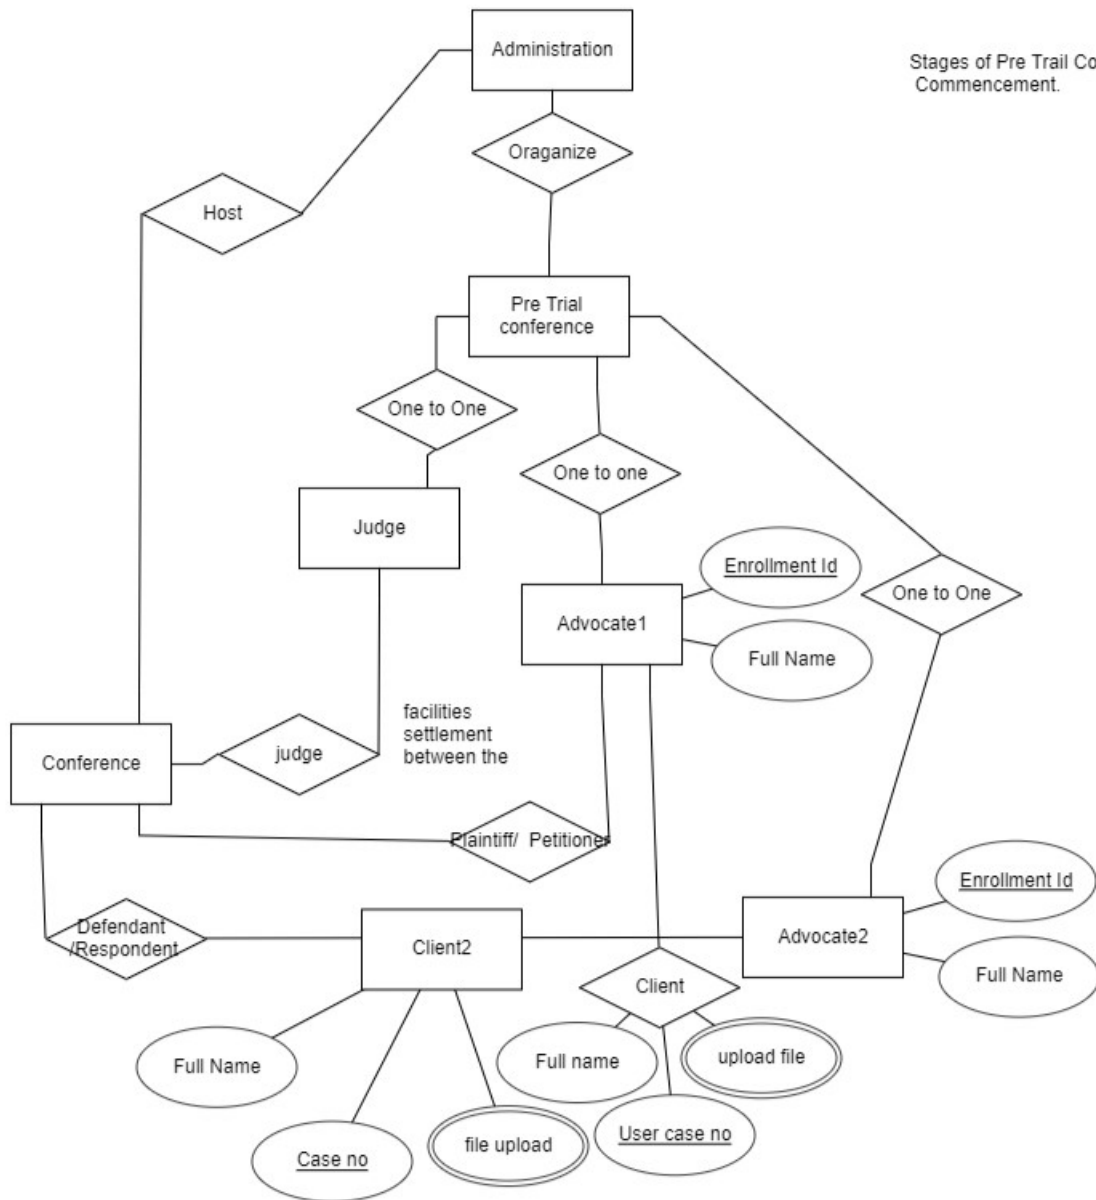 Administration
Stages of Pre Trail Co
Commencement.
Oraganize
Host
Pre Trial
conference
One to One
One to one
Judge
Enrollment Id
One to One
Advocate1
Full Name
facilities
settlement
between the
Conference
judge
Plaintiff/ Petitioner
Enrollment Id
Defendant
/Respondent
Client2
Advocate2
Full Name
Client
Full Name
Full name
upload file
User case no
Case no
file upload